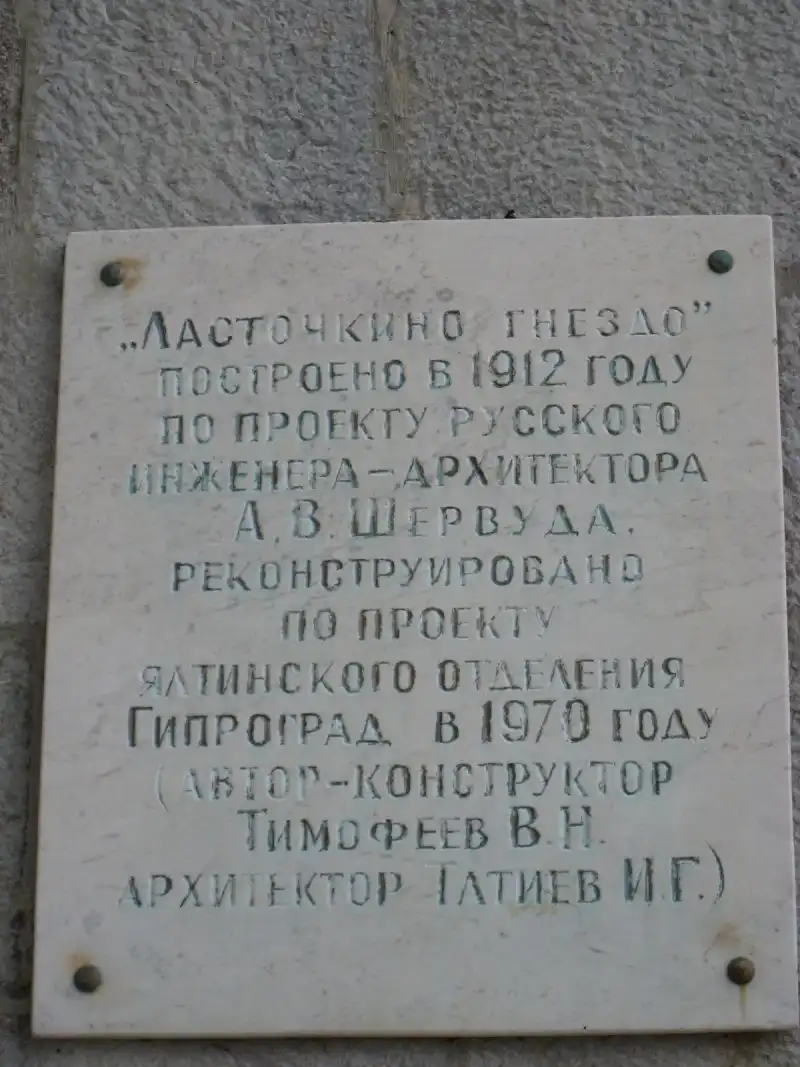 „Ласточкино гнездо”
построено в 1912 году
по проекту русского
инженера-архитектора
А.В. Шервуда.
реконструировано
по проекту
Ялтинского отделения
Гипроград в 1970 году
(автор-конструктор
Тимофеев В.Н.
архитектор Татиев И.Г.)